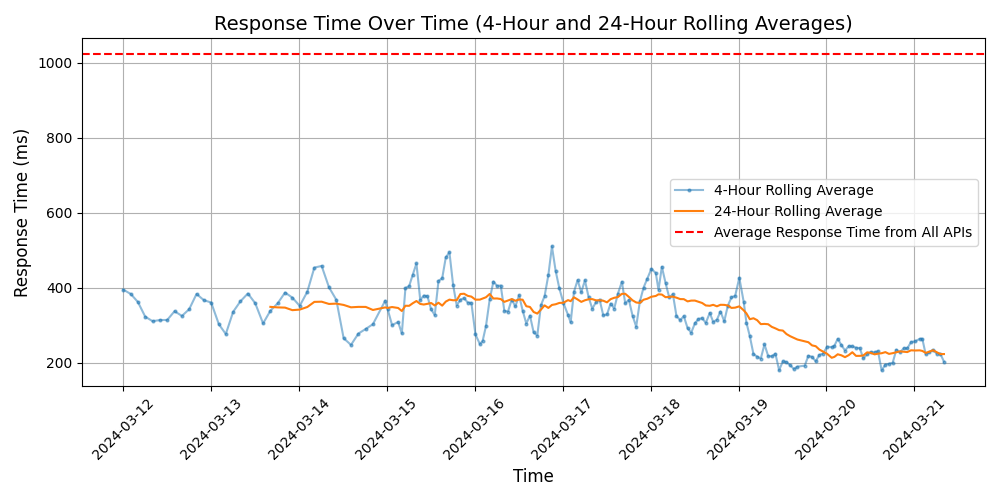 Response Time Over Time (4-Hour and 24-Hour Rolling Averages)
Response Time (ms)
1000
800
600
400
200
4-Hour Rolling Average
24-Hour Rolling Average
Average Response Time from All APIs
2024-03-12
2024-03-13
2024-03-14
2024-03-15
2024-03-16
2024-03-17
2024-03-18
2024-03-19
2024-03-20
2024-03-21
Time